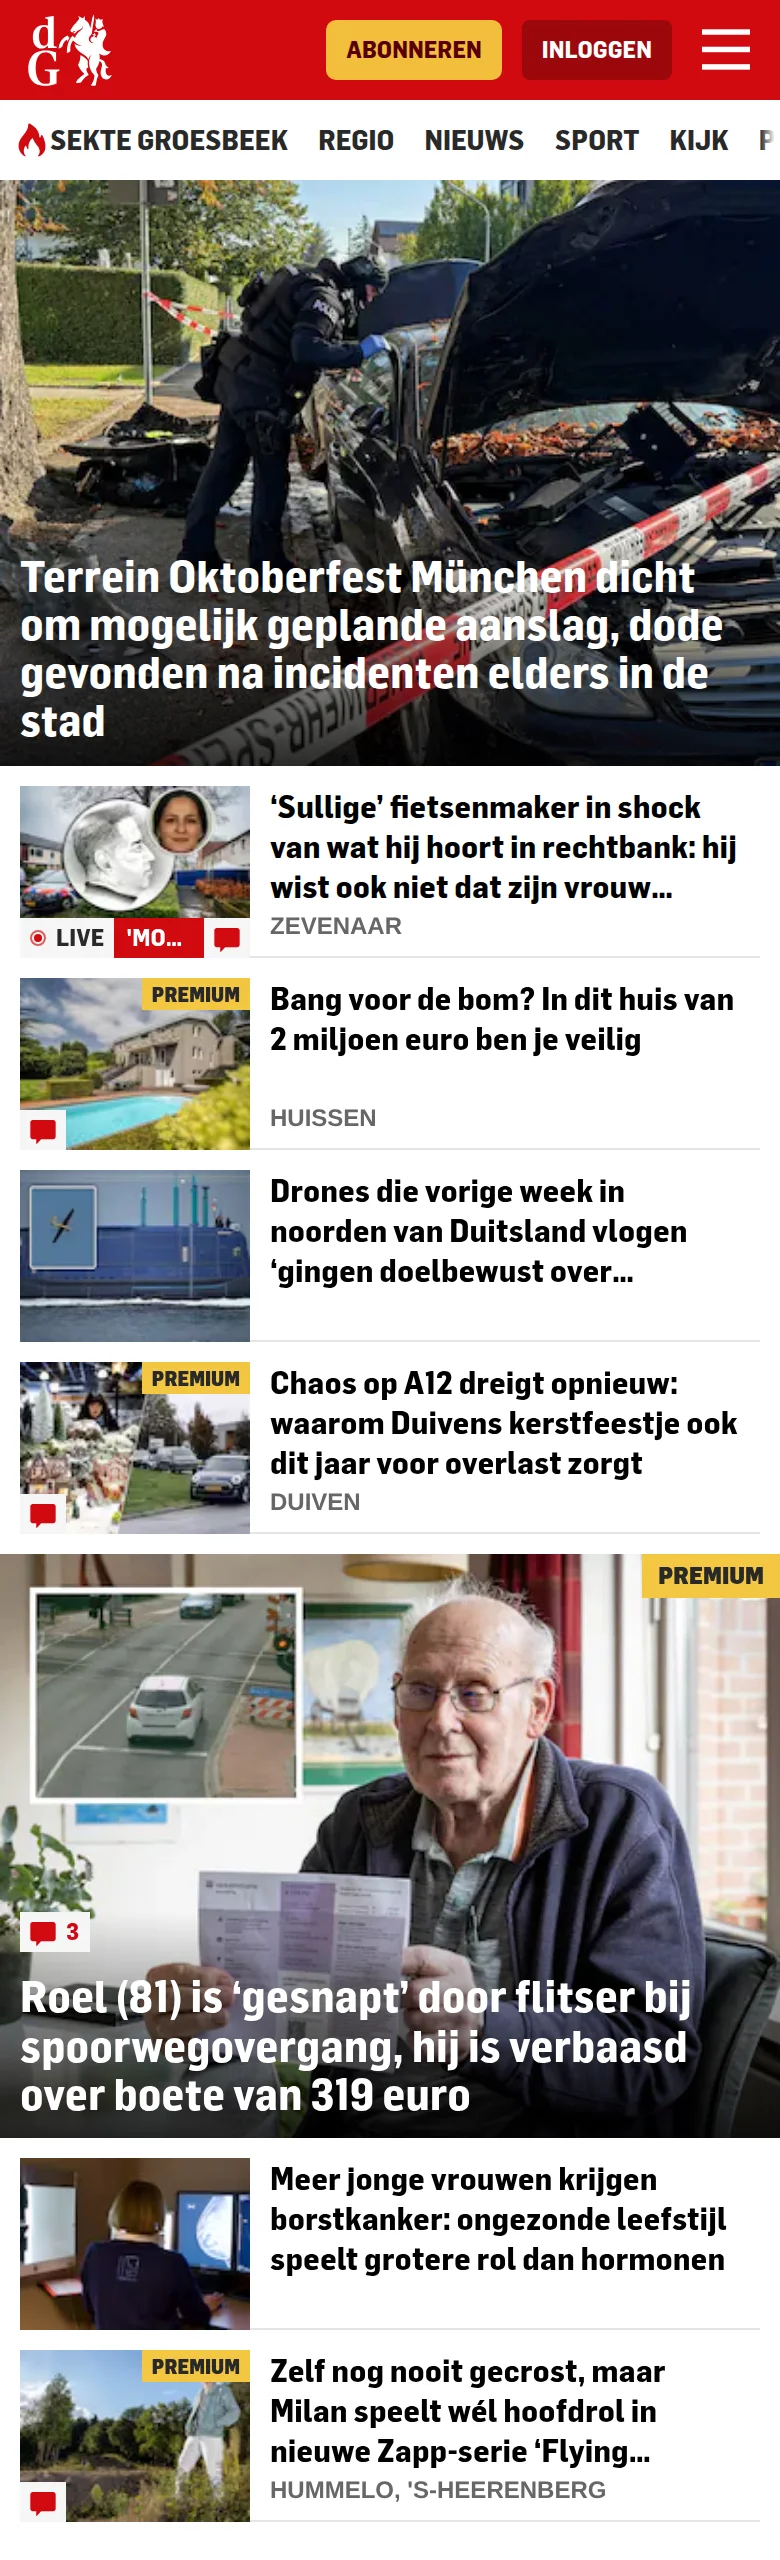 d
G
ABONNEREN
INLOGGEN
SEKTE GROESBEEK
REGIO
NIEUWS
SPORT
KIJK
Terrein Oktoberfest München dicht
om mogelijk geplande aanslag, dode
gevonden na incidenten elders in de
stad
‘Sullige’ fietsenmaker in shock
van wat hij hoort in rechtbank: hij
wist ook niet dat zijn vrouw...
LIVE
'MO...
ZEVENAAR
PREMIUM
Bang voor de bom? In dit huis van
2 miljoen euro ben je veilig
HUISSEN
Drones die vorige week in
noorden van Duitsland vlogen
‘gingen doelbewust over...
PREMIUM
Chaos op A12 dreigt opnieuw:
waarom Duivens kerstfeestje ook
dit jaar voor overlast zorgt
DUIVEN
PREMIUM
3
Roel (81) is ‘gesnapt’ door flitser bij
spoorwegovergang, hij is verbaasd
over boete van 319 euro
Meer jonge vrouwen krijgen
borstkanker: ongezonde leefstijl
speelt grotere rol dan hormonen
PREMIUM
Zelf nog nooit gecrost, maar
Milan speelt wél hoofdrol in
nieuwe Zapp-serie ‘Flying...
HUMMELO, 'S-HEERENBERG